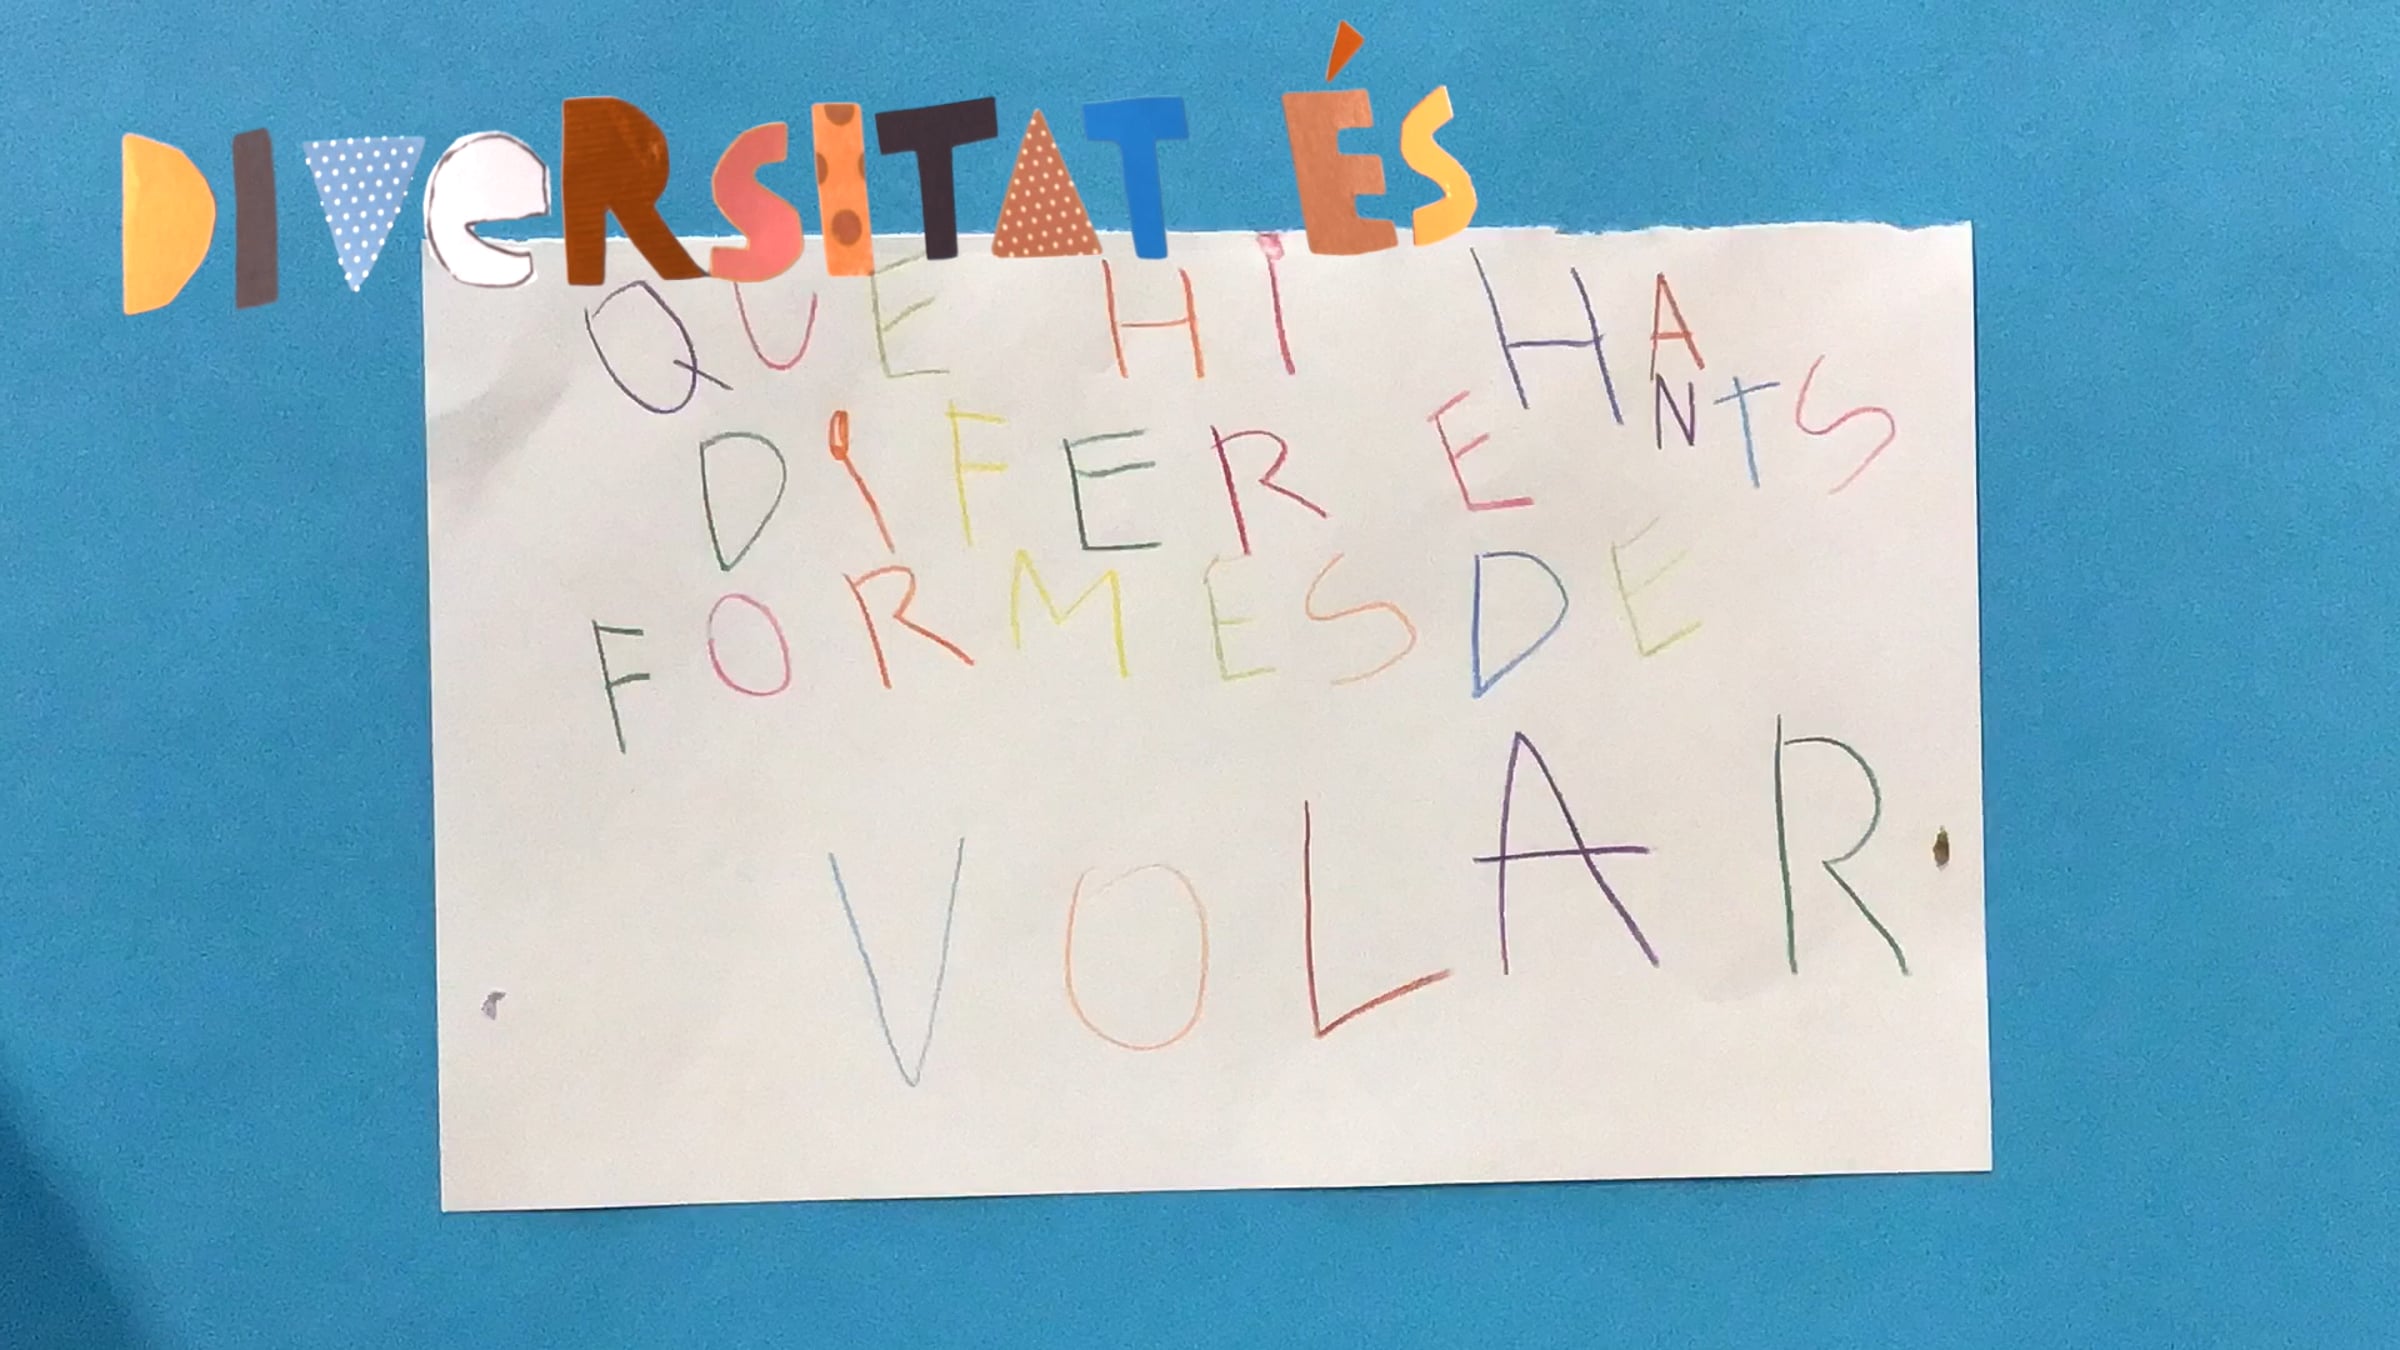 DIVERSITAT ÉS
QUE HI HA
DIFERENTS
FORMES DE
VOLAR